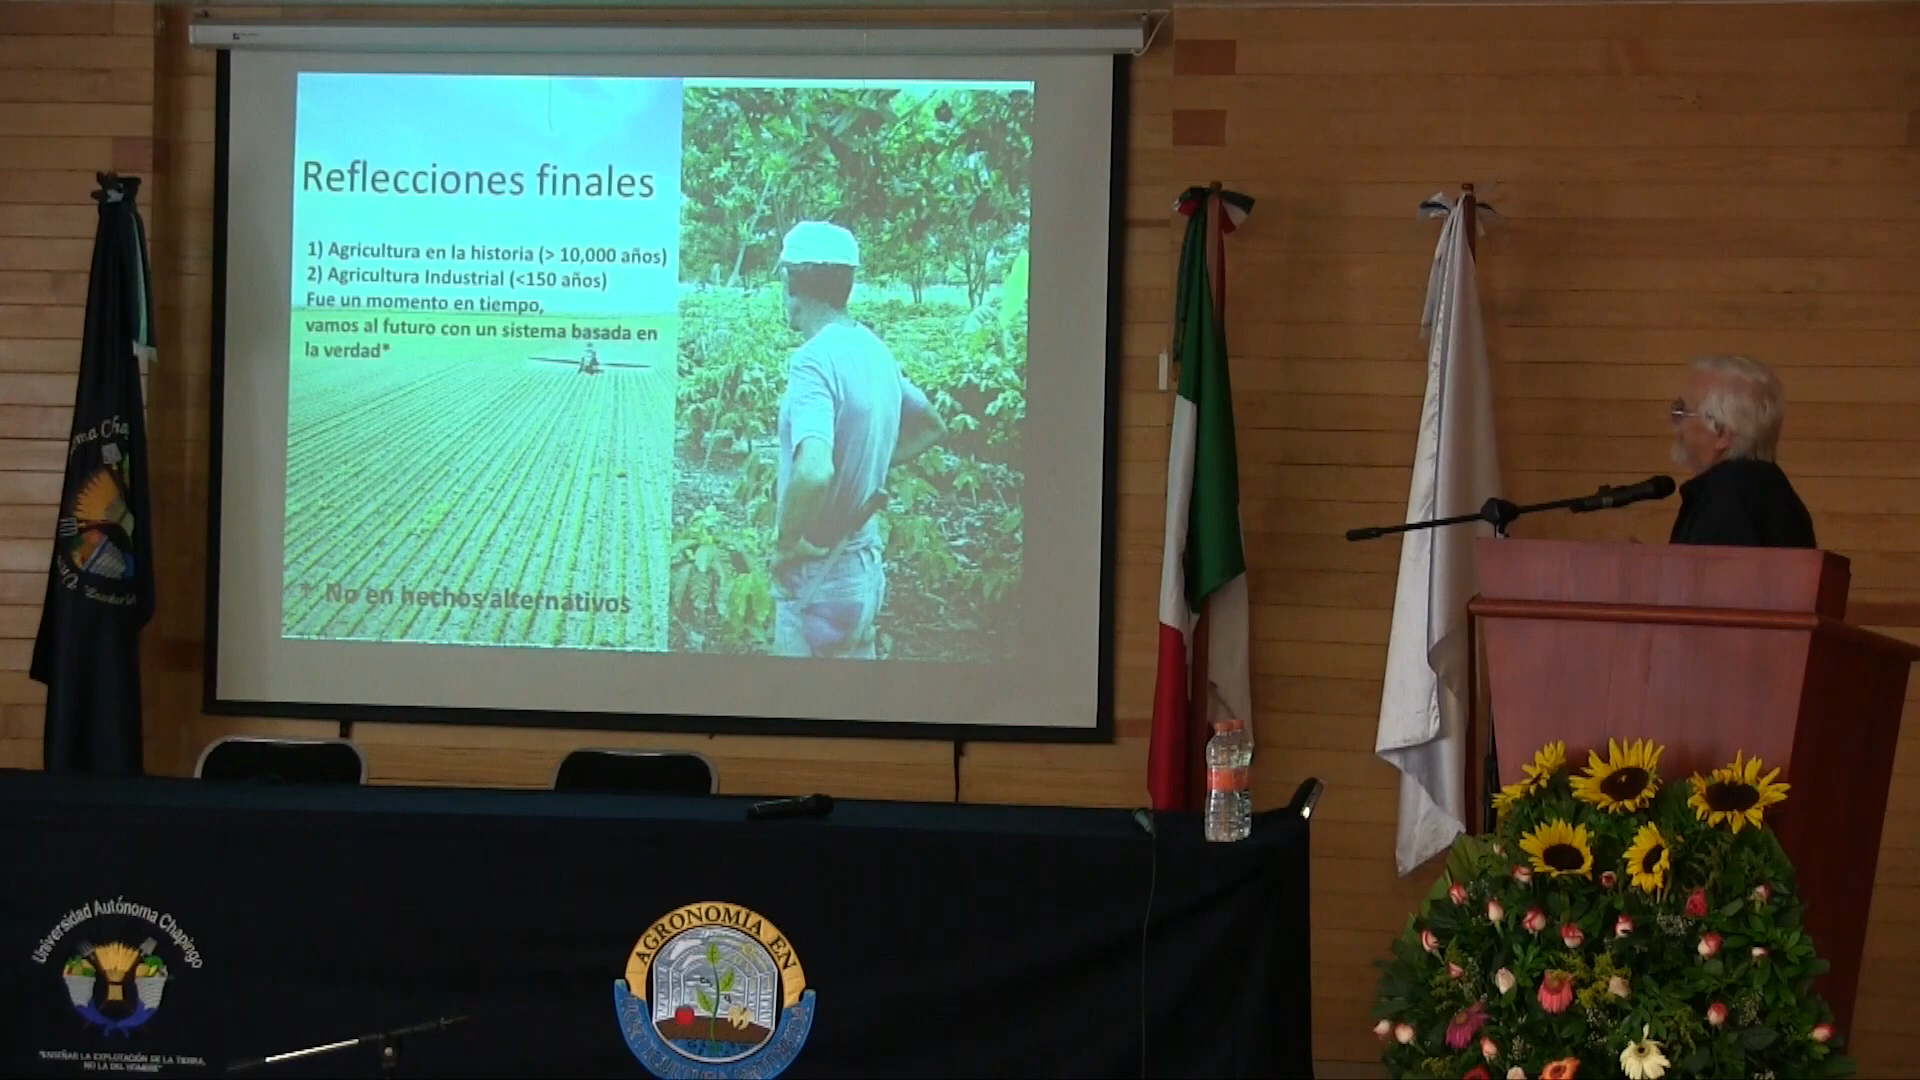 Reflecciones finales
1) Agricultura en la historia (> 10,000 años)
2) Agricultura Industrial (<150 años)
Fue un momento en tiempo,
vamos al futuro con un sistema basada en
la verdad*
* No en hechos alternativos
Universidad Autónoma Chapingo
"ENSEÑAR LA EXPLOTACIÓN DE LA TIERRA,
NO LA DEL HOMBRE"
AGRONOMIA EN